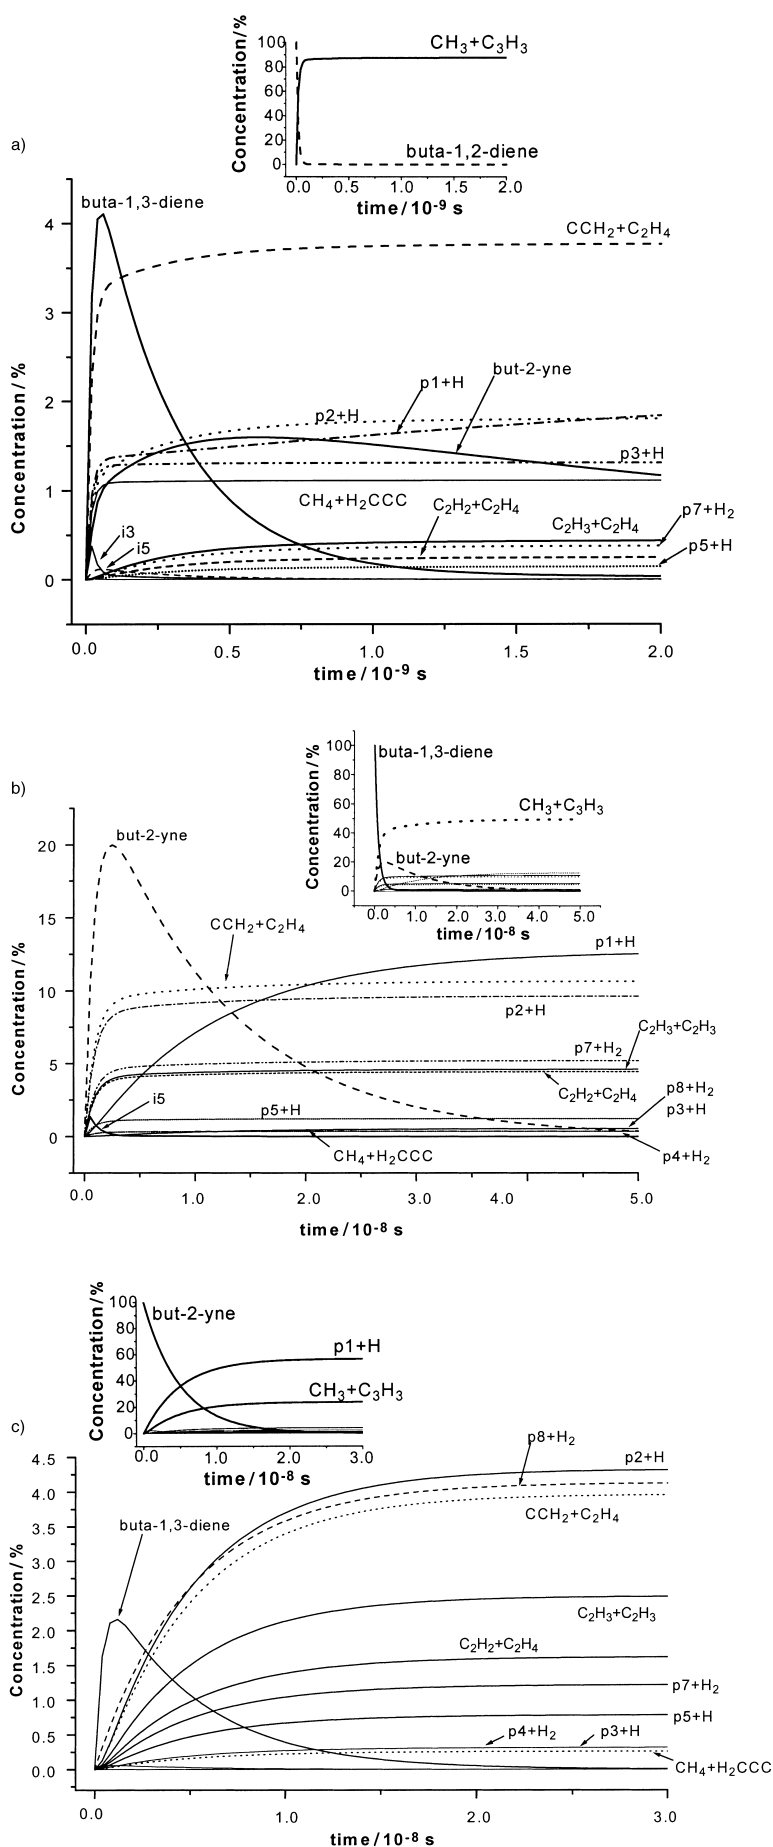 a)
Concentration/%
100
80
60
40
20
0
CH3+C3H3
buta-1,2-diene
0.0 0.5 1.0 1.5 2.0
time/10-9 s
Concentration/%
4
3
2
1
0
buta-1,3-diene
CCH2+C2H4
but-2-yne
p1+H
p2+H
p3+H
CH4+H2CCC
C2H2+C2H4
C2H3+C2H4
p7+H2
p5+H
i3
i5
0.0 0.5 1.0 1.5 2.0
time/10-9 s
b)
Concentration/%
100
80
60
40
20
0
buta-1,3-diene
CH3+C3H3
but-2-yne
0.0 1.0 2.0 3.0 4.0 5.0
time/10-8 s
Concentration/%
20
15
10
5
0
but-2-yne
CCH2+C2H4
p1+H
p2+H
C2H3+C2H3
p7+H2
C2H2+C2H4
p8+H2
i5
p5+H
p3+H
CH4+H2CCC
p4+H2
0.0 1.0 2.0 3.0 4.0 5.0
time/10-8 s
c)
Concentration/%
100
80
60
40
20
0
but-2-yne
p1+H
CH3+C3H3
0.0 1.0 2.0 3.0
time/10-8 s
Concentration/%
4.5
4.0
3.5
3.0
2.5
2.0
1.5
1.0
0.5
0.0
p8+H2
p2+H
CCH2+C2H4
buta-1,3-diene
C2H3+C2H3
C2H2+C2H4
p7+H2
p5+H
p4+H2
p3+H
CH4+H2CCC
0.0 1.0 2.0 3.0
time/10-8 s